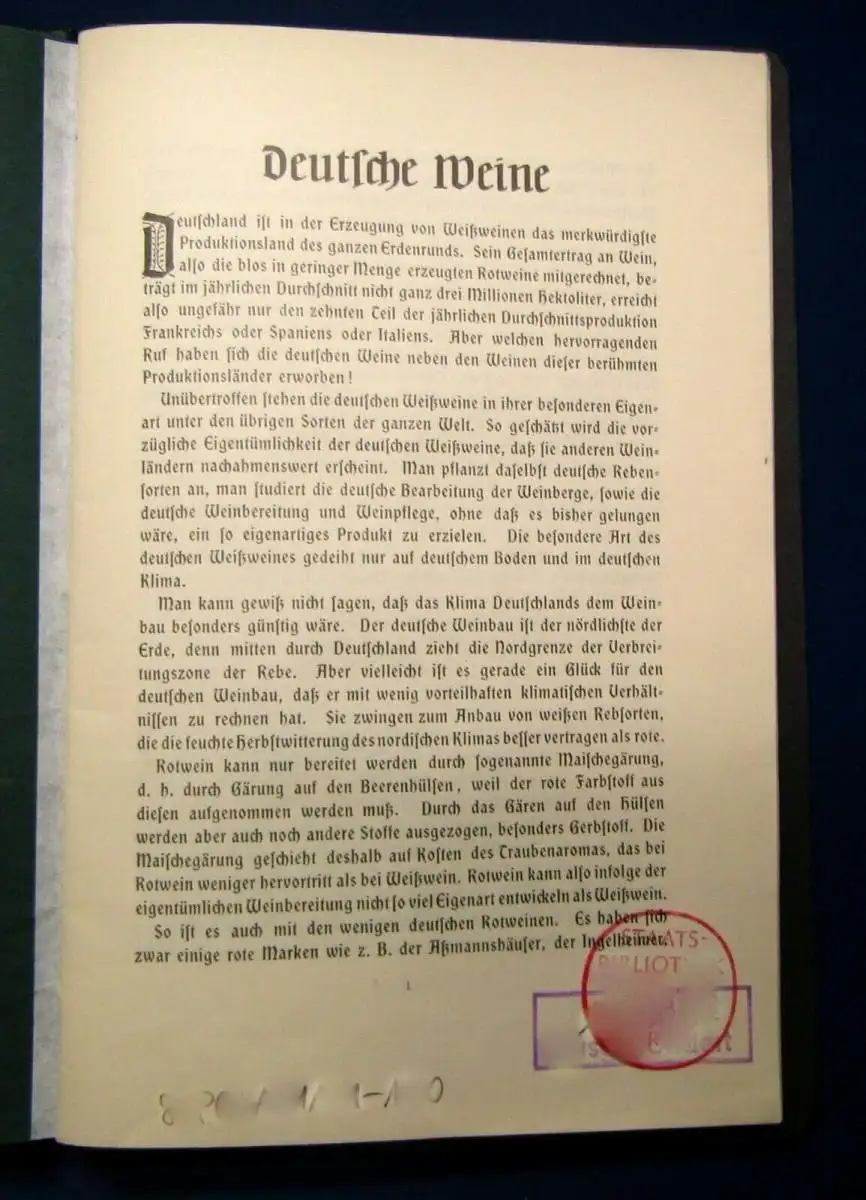 Deutſche Weine
Deutſchland iſt in der Erzeugung von Weißweinen das merkwürdigſte
Produktionsland des ganzen Erdenrunds. Sein Geſamtertrag an Wein,
alſo die blos in geringer Menge erzeugten Rotweine mitgerechnet, be-
trägt im jährlichen Durchſchnitt nicht ganz drei Millionen Hektoliter, erreicht
alſo ungefähr nur den zehnten Teil der jährlichen Durchſchnittsproduktion
Frankreichs oder Spaniens oder Italiens. Aber welchen hervorragenden
Ruf haben ſich die deutſchen Weine neben den Weinen dieſer berühmten
Produktionsländer erworben!
Unübertroffen ſtehen die deutſchen Weißweine in ihrer beſonderen Eigen-
art unter den übrigen Sorten der ganzen Welt. So geſchätzt wird die vor-
zügliche Eigentümlichkeit der deutſchen Weißweine, daß ſie anderen Wein-
ländern nachahmenswert erſcheint. Man pflanzt daſelbſt deutſche Reben-
ſorten an, man ſtudiert die deutſche Bearbeitung der Weinberge, ſowie die
deutſche Weinbereitung und Weinpflege, ohne daß es bisher gelungen
wäre, ein ſo eigenartiges Produkt zu erzielen. Die beſondere Art des
deutſchen Weißweines gedeiht nur auf deutſchem Boden und im deutſchen
Klima.
Man kann gewiß nicht ſagen, daß das Klima Deutſchlands dem Wein-
bau beſonders günſtig wäre. Der deutſche Weinbau iſt der nördlichſte der
Erde, denn mitten durch Deutſchland zieht die Nordgrenze der Verbrei-
tungszone der Rebe. Aber vielleicht iſt es gerade ein Glück für den
deutſchen Weinbau, daß er mit wenig vorteilhaften klimatiſchen Verhält-
niſſen zu rechnen hat. Sie zwingen zum Anbau von weißen Rebſorten,
die die feuchte Herbſtwitterung des nordiſchen Klimas beſſer vertragen als rote.
Rotwein kann nur bereitet werden durch ſogenannte Maiſchegärung,
d. h. durch Gärung auf den Beerenhülſen, weil der rote Farbſtoff aus
dieſen aufgenommen werden muß. Durch das Gären auf den Hülſen
werden aber auch noch andere Stoffe ausgezogen, beſonders Gerbſtoff. Die
Maiſchegärung geſchieht deshalb auf Koſten des Traubenaromas, das bei
Rotwein weniger hervortritt als bei Weißwein. Rotwein kann alſo infolge der
eigentümlichen Weinbereitung nicht ſo viel Eigenart entwickeln als Weißwein.
So iſt es auch mit den wenigen deutſchen Rotweinen. Es haben ſich
zwar einige rote Marken wie z. B. der Aßmannshäuſer, der Ingelheimer,
STAATS-
1